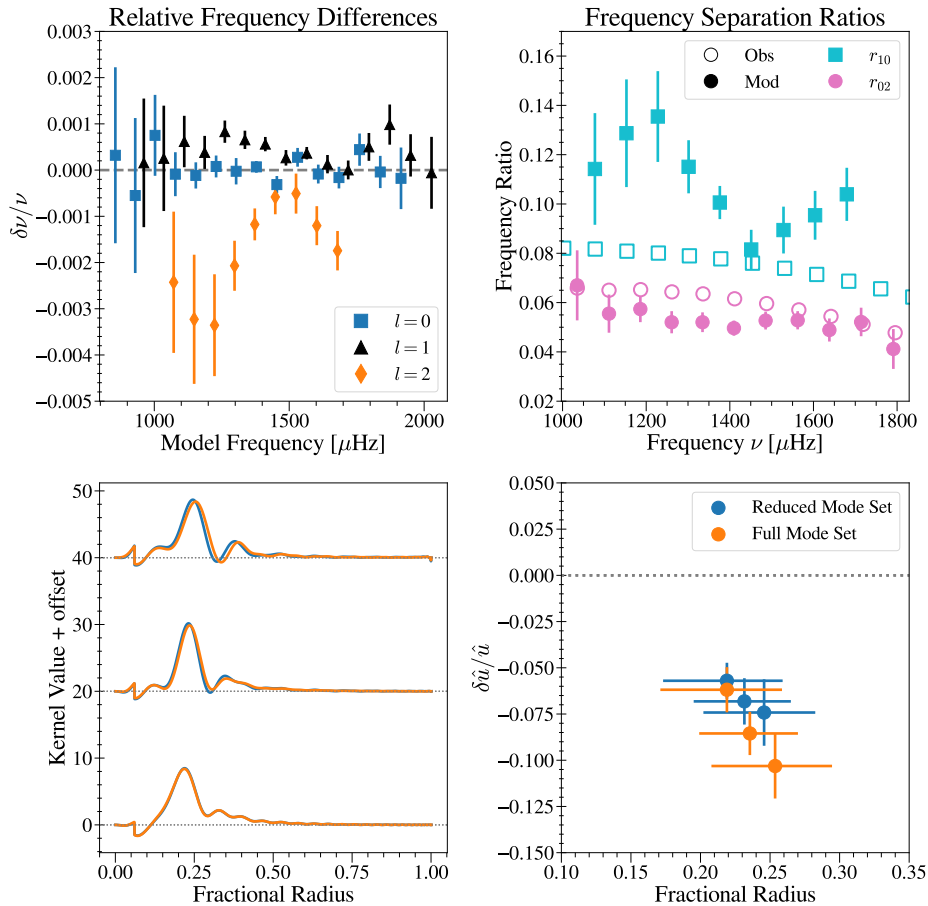 Relative Frequency Differences
0.003
0.002
0.001
0.000
−0.001
−0.002
−0.003
−0.004
−0.005
δν/ν
l = 0
l = 1
l = 2
1000
1500
2000
Model Frequency [μHz]
Frequency Separation Ratios
0.16
0.14
0.12
0.10
0.08
0.06
0.04
0.02
Frequency Ratio
Obs
Mod
r10
r02
1000
1200
1400
1600
1800
Frequency ν [μHz]
50
40
30
20
10
0
Kernel Value + offset
0.00
0.25
0.50
0.75
1.00
Fractional Radius
0.050
0.025
0.000
−0.025
−0.050
−0.075
−0.100
−0.125
−0.150
δû/û
Reduced Mode Set
Full Mode Set
0.10
0.15
0.20
0.25
0.30
0.35
Fractional Radius